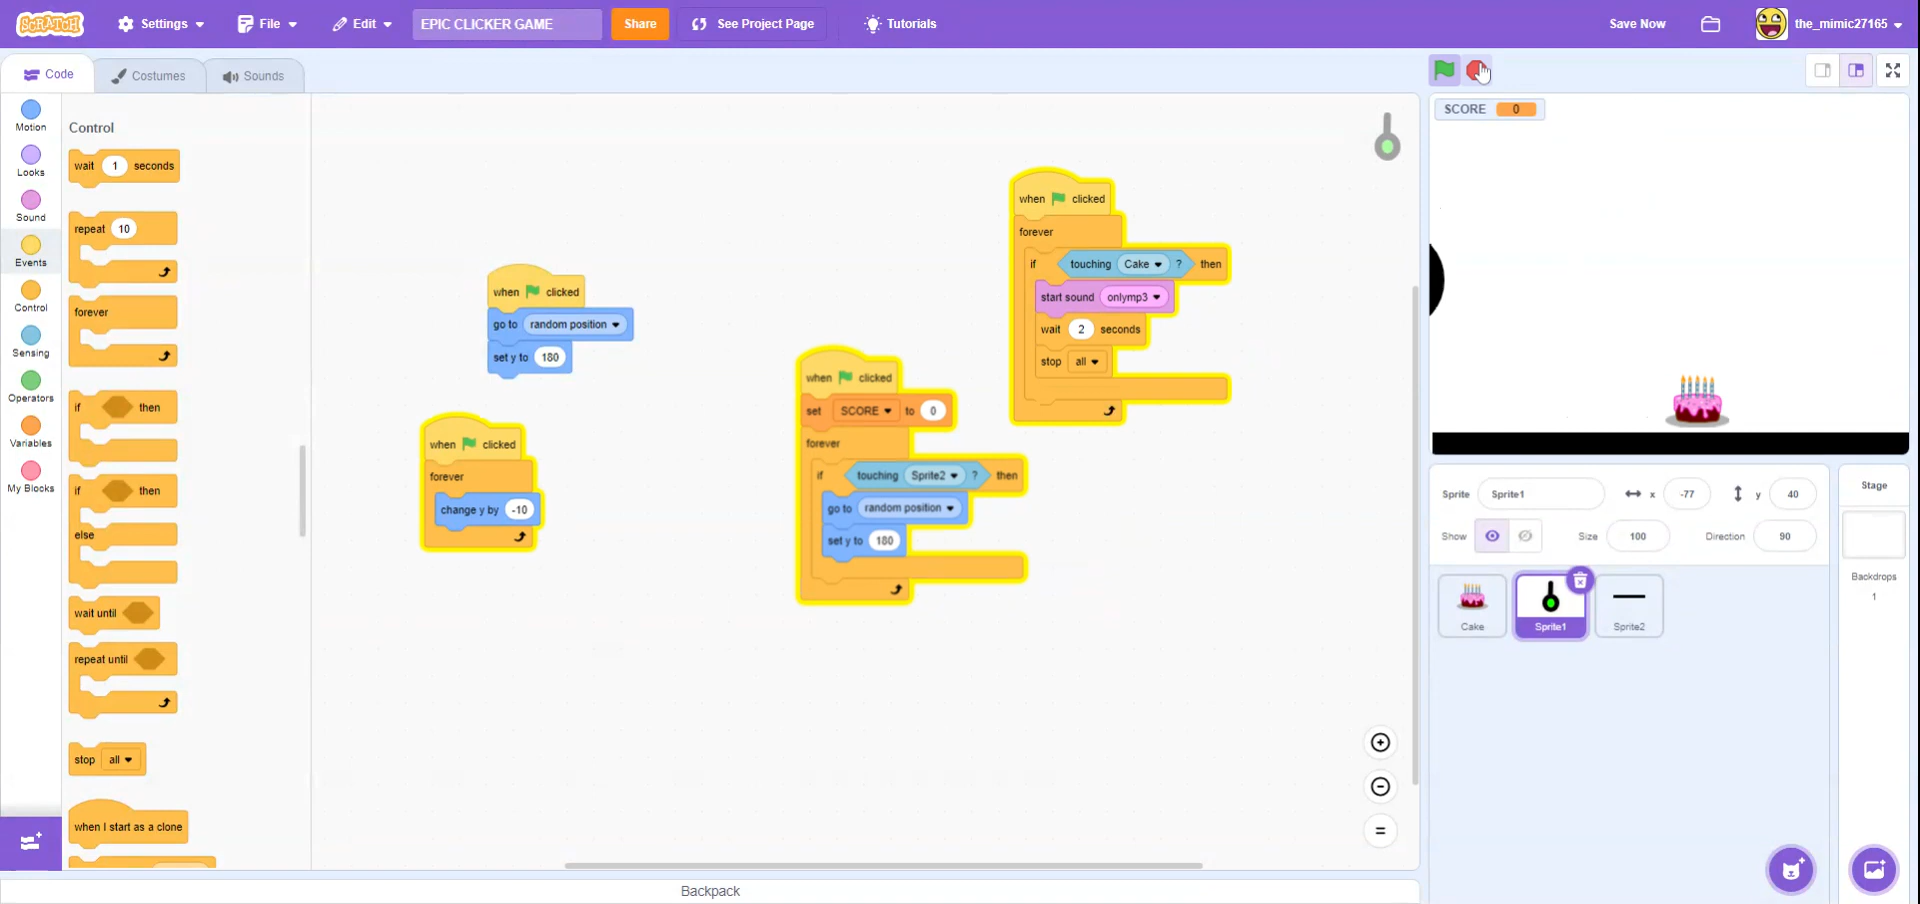 SCRATCH
Settings
File
Edit
EPIC CLICKER GAME
Share
See Project Page
Tutorials
Save Now
the_mimic27165
Code
Costumes
Sounds
Motion
Looks
Sound
Events
Control
Sensing
Operators
Variables
My Blocks
Control
wait 1 seconds
repeat 10
forever
if then
if then
else
wait until
repeat until
stop all
when I start as a clone
when clicked
go to random position
set y to 180
when clicked
forever
change y by -10
when clicked
set SCORE to 0
forever
if touching Sprite2 ? then
go to random position
set y to 180
when clicked
forever
if touching Cake ? then
start sound onlymp3
wait 2 seconds
stop all
Backpack
SCORE 0
Sprite Sprite1 x -77 y 40
Show Size 100 Direction 90
Cake
Sprite1
Sprite2
Stage
Backdrops
1